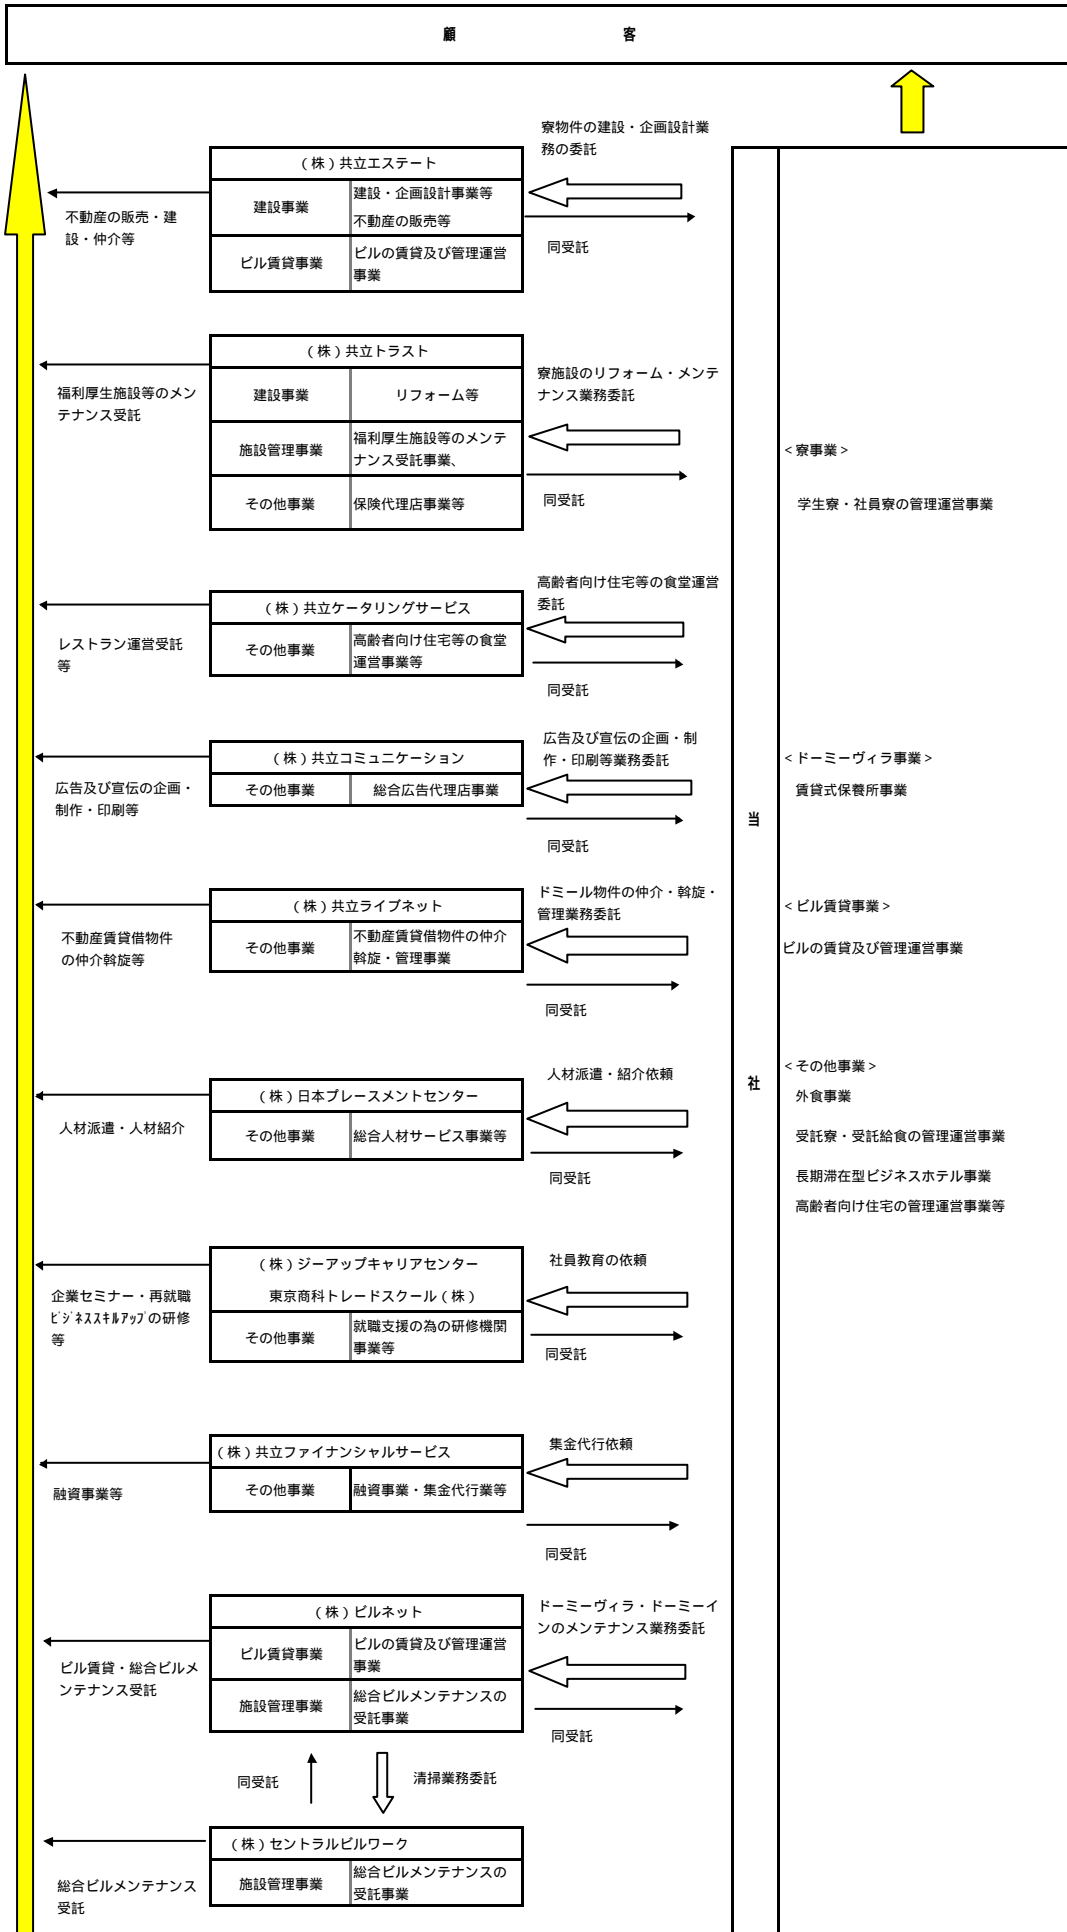 顧 客
寮物件の建設・企画設計業
務の委託
（株）共立エステート
建設事業
建設・企画設計事業等
不動産の販売等
ビル賃貸事業
ビルの賃貸及び管理運営
事業
不動産の販売・建
設・仲介等
同受託
（株）共立トラスト
建設事業
リフォーム等
施設管理事業
福利厚生施設等のメンテ
ナンス受託事業、
その他事業
保険代理店事業等
福利厚生施設等のメン
テナンス受託
寮施設のリフォーム・メンテ
ナンス業務委託
同受託
＜寮事業＞
学生寮・社員寮の管理運営事業
高齢者向け住宅等の食堂運営
委託
（株）共立ケータリングサービス
その他事業
高齢者向け住宅等の食堂
運営事業等
レストラン運営受託
等
同受託
広告及び宣伝の企画・制
作・印刷等業務委託
（株）共立コミュニケーション
その他事業
総合広告代理店事業
広告及び宣伝の企画・
制作・印刷等
同受託
＜ドーミーヴィラ事業＞
賃貸式保養所事業
当
ドミール物件の仲介・斡旋・
管理業務委託
（株）共立ライブネット
その他事業
不動産賃貸借物件の仲介
斡旋・管理事業
不動産賃貸借物件
の仲介斡旋等
同受託
＜ビル賃貸事業＞
ビルの賃貸及び管理運営事業
人材派遣・紹介依頼
（株）日本プレースメントセンター
その他事業
総合人材サービス事業等
人材派遣・人材紹介
同受託
社
＜その他事業＞
外食事業
受託寮・受託給食の管理運営事業
長期滞在型ビジネスホテル事業
高齢者向け住宅の管理運営事業等
社員教育の依頼
（株）ジーアップキャリアセンター
東京商科トレードスクール（株）
その他事業
就職支援の為の研修機関
事業等
企業セミナー・再就職
ﾋﾞｼﾞﾈｽｽｷﾙｱｯﾌﾟの研修
等
同受託
集金代行依頼
（株）共立ファイナンシャルサービス
その他事業
融資事業・集金代行業等
融資事業等
同受託
ドーミーヴィラ・ドーミーイ
ンのメンテナンス業務委託
（株）ビルネット
ビル賃貸事業
ビルの賃貸及び管理運営
事業
施設管理事業
総合ビルメンテナンスの
受託事業
ビル賃貸・総合ビルメ
ンテナンス受託
同受託
同受託
清掃業務委託
（株）セントラルビルワーク
施設管理事業
総合ビルメンテナンスの
受託事業
総合ビルメンテナンス
受託